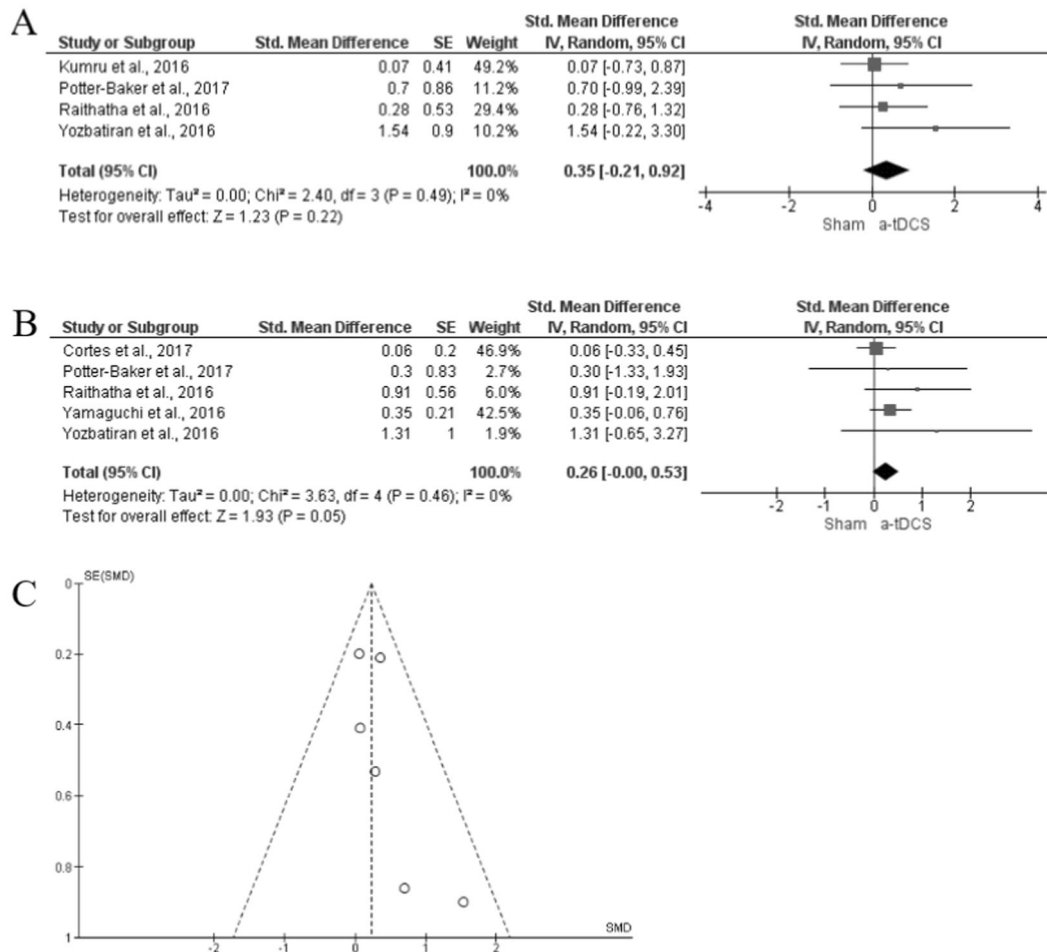 A
Std. Mean Difference Std. Mean Difference
Study or Subgroup Std. Mean Difference SE Weight IV, Random, 95% CI IV, Random, 95% CI
Kumru et al., 2016 0.07 0.41 49.2% 0.07 [-0.73, 0.87]
Potter-Baker et al., 2017 0.7 0.86 11.2% 0.70 [-0.99, 2.39]
Raithatha et al., 2016 0.28 0.53 29.4% 0.28 [-0.76, 1.32]
Yozbatiran et al., 2016 1.54 0.9 10.2% 1.54 [-0.22, 3.30]
Total (95% CI) 100.0% 0.35 [-0.21, 0.92]
Heterogeneity: Tau² = 0.00; Chi² = 2.40, df = 3 (P = 0.49); I² = 0%
Test for overall effect: Z = 1.23 (P = 0.22)
-4 -2 0 2 4
Sham a-tDCS
B
Std. Mean Difference Std. Mean Difference
Study or Subgroup Std. Mean Difference SE Weight IV, Random, 95% CI IV, Random, 95% CI
Cortes et al., 2017 0.06 0.2 46.9% 0.06 [-0.33, 0.45]
Potter-Baker et al., 2017 0.3 0.83 2.7% 0.30 [-1.33, 1.93]
Raithatha et al., 2016 0.91 0.56 6.0% 0.91 [-0.19, 2.01]
Yamaguchi et al., 2016 0.35 0.21 42.5% 0.35 [-0.06, 0.76]
Yozbatiran et al., 2016 1.31 1 1.9% 1.31 [-0.65, 3.27]
Total (95% CI) 100.0% 0.26 [-0.00, 0.53]
Heterogeneity: Tau² = 0.00; Chi² = 3.63, df = 4 (P = 0.46); I² = 0%
Test for overall effect: Z = 1.93 (P = 0.05)
-2 -1 0 1 2
Sham a-tDCS
C
SE(SMD)
0
0.2
0.4
0.6
0.8
1
SMD
-2 -1 0 1 2